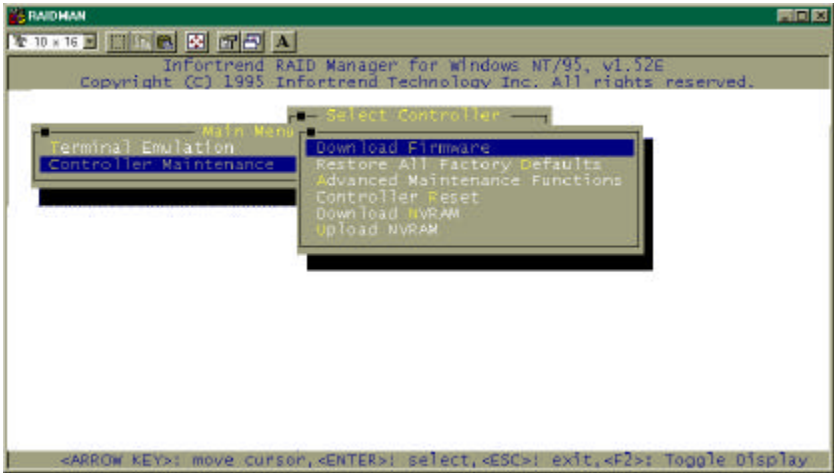 RAIDMAN
10 x 16
A
Infortrend RAID Manager for Windows NT/95, v1.52E
Copyright (C) 1995 Infortrend Technology Inc. All rights reserved.
Select Controller
Main Menu
Terminal Emulation
Controller Maintenance
Download Firmware
Restore All Factory Defaults
Advanced Maintenance Functions
Controller Reset
Download NVRAM
Upload NVRAM
<ARROW KEY>: move cursor,<ENTER>: select,<ESC>: exit,<F2>: Toggle Display